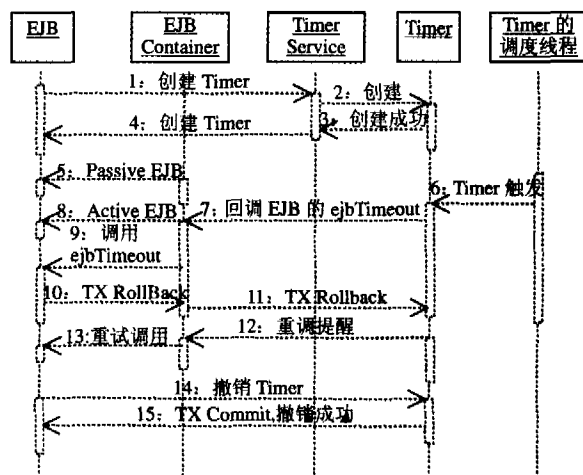 EJB
EJB
Container
Timer
Service
Timer
Timer 的
调度线程
1：创建 Timer
2：创建
4：创建 Timer
3：创建成功
5：Passive EJB
6：Timer 触发
8：Active EJB
7：回调 EJB 的 ejbTimeout
9：调用
ejbTimeout
10：TX RollBack
11：TX Rollback
12：重调提醒
13:重试调用
14：撤销 Timer
15：TX Commit,撤销成功